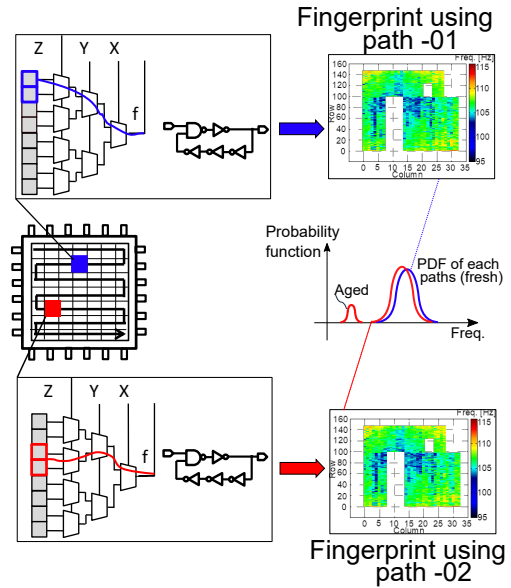 Fingerprint using
path -01
Z
Y
X
f
Freq. [Hz]
160
140
120
100
80
60
40
20
0
Row
0 5 10 15 20 25 30 35
Column
115
110
105
100
95
Probability
function
Aged
PDF of each
paths (fresh)
Freq.
Z
Y
X
f
Freq. [Hz]
160
140
120
100
80
60
40
20
0
Row
0 5 10 15 20 25 30 35
Column
115
110
105
100
95
Fingerprint using
path -02